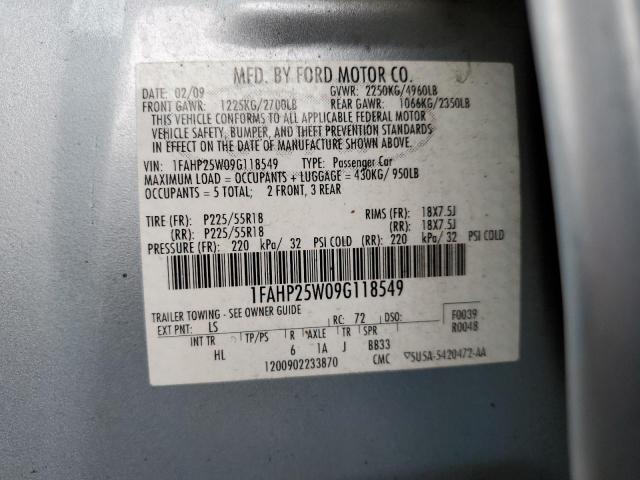 MFD. BY FORD MOTOR CO.
02/09 GVWR: 2250KG/4960LB
FRONT GAWR: 1225KG/2700LB REAR GAWR: 1066KG/2350LB
THIS VEHICLE CONFORMS TO ALL APPLICABLE FEDERAL MOTOR
VEHICLE SAFETY, BUMPER, AND THEFT PREVENTION STANDARDS
IN EFFECT ON THE DATE OF MANUFACTURE SHOWN ABOVE.
VIN: 1FAHP25W09G118549 TYPE: Passenger Car
MAXIMUM LOAD = OCCUPANTS + LUGGAGE = 430KG/ 950LB
OCCUPANTS = 5 TOTAL; 2 FRONT, 3 REAR
TIRE (FR): P225/55R18 RIMS (FR): 18X7.5J
(RR): P225/55R18 (RR): 18X7.5J
PRESSURE (FR): 220 kPa/ 32 PSI COLD (RR): 220 kPa/ 32 PSI COLD
1FAHP25W09G118549
TRAILER TOWING - SEE OWNER GUIDE
EXT PNT: LS RC: 72 DSO: F0039
INT TR TP/PS R AXLE TR SPR R0048
HL 6 1A J BB33
1200902233870 CMC 5U5A-5420472-AA